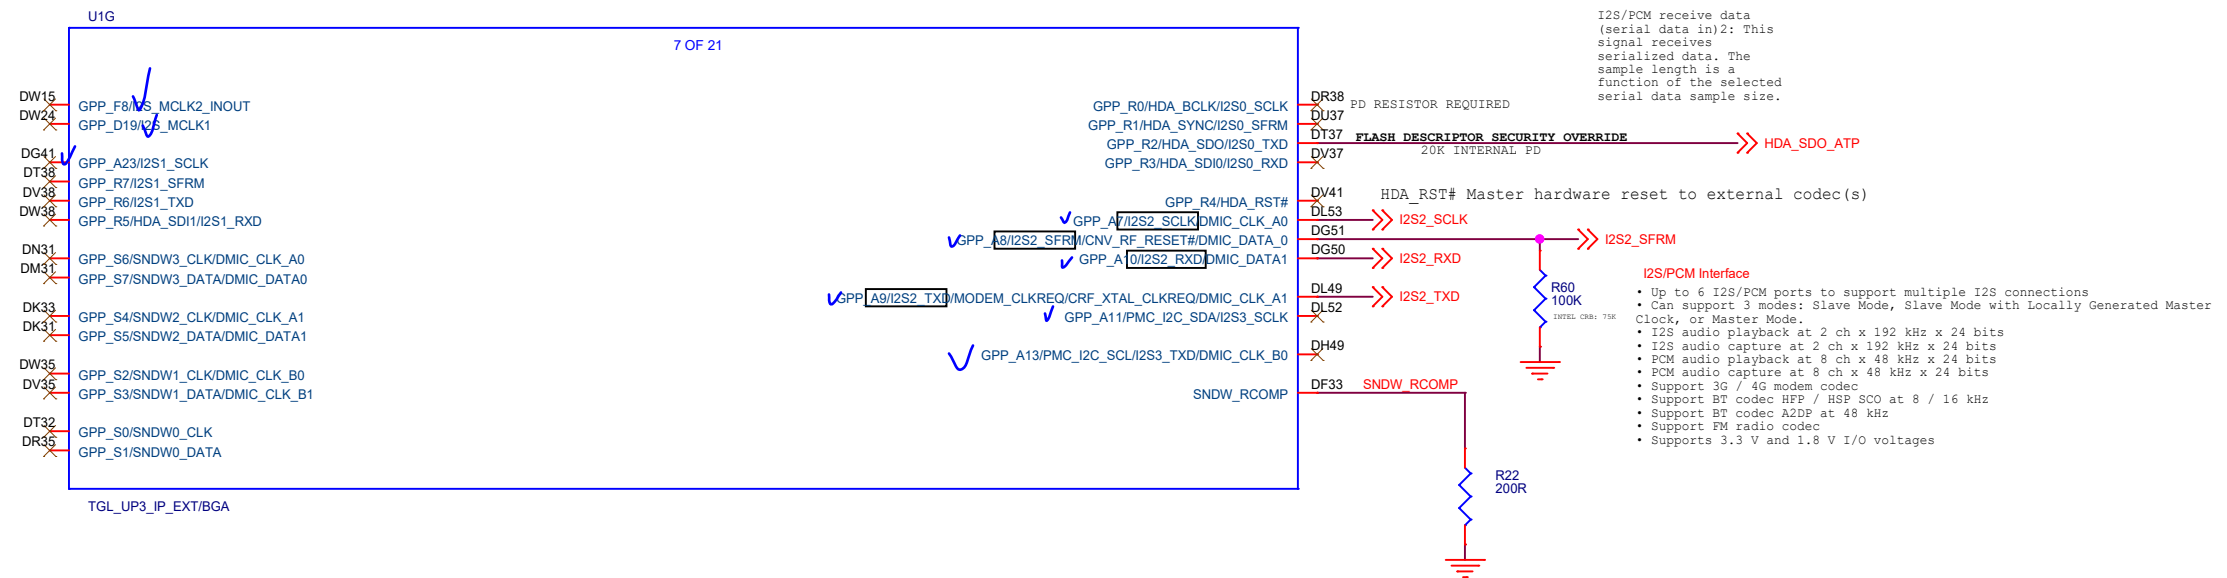 U1G
7 OF 21
DW15
GPP_F8/I2S_MCLK2_INOUT
DW24
GPP_D19/I2S_MCLK1
DG41
GPP_A23/I2S1_SCLK
DT38
GPP_R7/I2S1_SFRM
DV38
GPP_R6/I2S1_TXD
DW38
GPP_R5/HDA_SDI1/I2S1_RXD
DN31
GPP_S6/SNDW3_CLK/DMIC_CLK_A0
DM31
GPP_S7/SNDW3_DATA/DMIC_DATA0
DK33
GPP_S4/SNDW2_CLK/DMIC_CLK_A1
DK31
GPP_S5/SNDW2_DATA/DMIC_DATA1
DW35
GPP_S2/SNDW1_CLK/DMIC_CLK_B0
DV35
GPP_S3/SNDW1_DATA/DMIC_CLK_B1
DT32
GPP_S0/SNDW0_CLK
DR35
GPP_S1/SNDW0_DATA
TGL_UP3_IP_EXT/BGA
GPP_R0/HDA_BCLK/I2S0_SCLK
DR38
PD RESISTOR REQUIRED
GPP_R1/HDA_SYNC/I2S0_SFRM
DU37
GPP_R2/HDA_SDO/I2S0_TXD
DT37
FLASH DESCRIPTOR SECURITY OVERRIDE
HDA_SDO_ATP
20K INTERNAL PD
GPP_R3/HDA_SDI0/I2S0_RXD
DV37
GPP_R4/HDA_RST#
DV41
HDA_RST# Master hardware reset to external codec(s)
GPP_A7/I2S2_SCLK/DMIC_CLK_A0
DL53
I2S2_SCLK
GPP_A8/I2S2_SFRM/CNV_RF_RESET#/DMIC_DATA_0
DG51
I2S2_SFRM
GPP_A10/I2S2_RXD/DMIC_DATA1
DG50
I2S2_RXD
GPP_A9/I2S2_TXD/MODEM_CLKREQ/CRF_XTAL_CLKREQ/DMIC_CLK_A1
DL49
I2S2_TXD
GPP_A11/PMC_I2C_SDA/I2S3_SCLK
DL52
GPP_A13/PMC_I2C_SCL/I2S3_TXD/DMIC_CLK_B0
DH49
SNDW_RCOMP
DF33
SNDW_RCOMP
R60
100K
INTEL CRB: 75K
R22
200R
I2S/PCM receive data
(serial data in)2: This
signal receives
serialized data. The
sample length is a
function of the selected
serial data sample size.
I2S/PCM Interface
• Up to 6 I2S/PCM ports to support multiple I2S connections
• Can support 3 modes: Slave Mode, Slave Mode with Locally Generated Master
Clock, or Master Mode.
• I2S audio playback at 2 ch x 192 kHz x 24 bits
• I2S audio capture at 2 ch x 192 kHz x 24 bits
• PCM audio playback at 8 ch x 48 kHz x 24 bits
• PCM audio capture at 8 ch x 48 kHz x 24 bits
• Support 3G / 4G modem codec
• Support BT codec HFP / HSP SCO at 8 / 16 kHz
• Support BT codec A2DP at 48 kHz
• Support FM radio codec
• Supports 3.3 V and 1.8 V I/O voltages